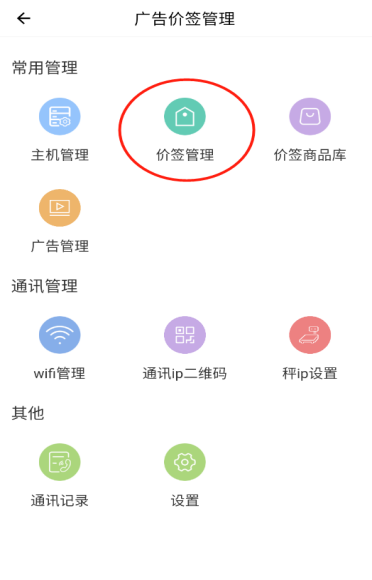 广告价签管理
常用管理
主机管理
价签管理
价签商品库
广告管理
通讯管理
wifi管理
通讯ip二维码
秤ip设置
其他
通讯记录
设置